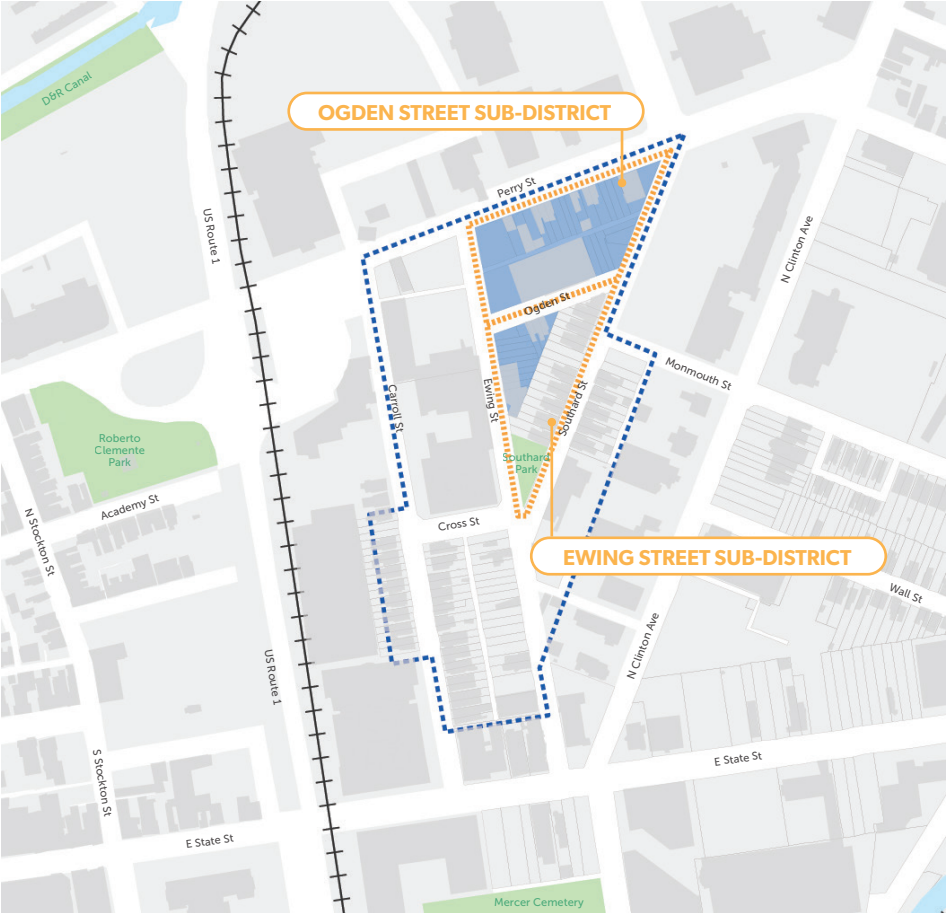 D&R Canal
OGDEN STREET SUB-DISTRICT
Perry St
US Route 1
N Clinton Ave
Ogden St
Monmouth St
Carroll St
Ewing St
Southard St
Roberto
Clemente
Park
Southard
Park
Academy St
N Stockton St
Cross St
EWING STREET SUB-DISTRICT
Wall St
N Clinton Ave
US Route 1
S Stockton St
E State St
E State St
Mercer Cemetery